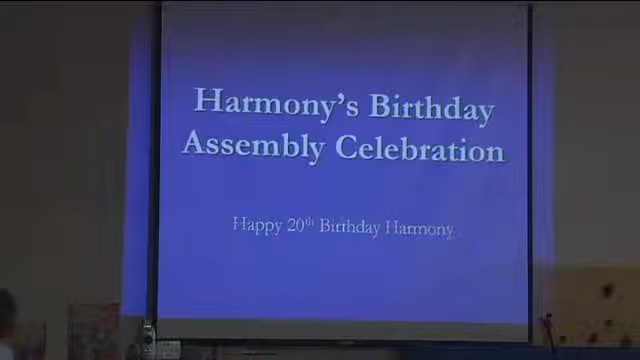 Harmony's Birthday
Assembly Celebration
Happy 20th Birthday Harmony